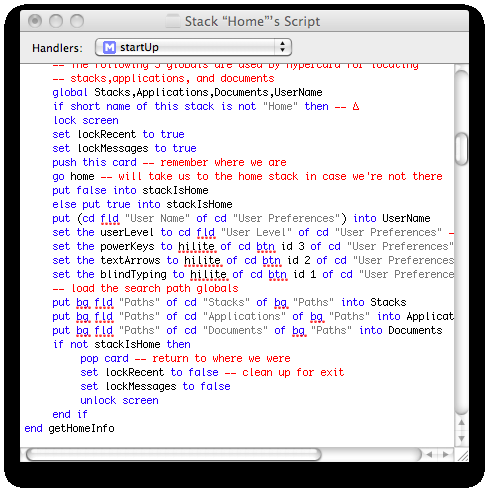 Stack “Home”’s Script
Handlers: M startUp
-- The following 3 globals are used by hypercard for locating
-- stacks,applications, and documents
global Stacks,Applications,Documents,UserName
if short name of this stack is not "Home" then -- ∆
lock screen
set lockRecent to true
set lockMessages to true
push this card -- remember where we are
go home -- will take us to the home stack in case we're not there
put false into stackIsHome
else put true into stackIsHome
put (cd fld "User Name" of cd "User Preferences") into UserName
set the userLevel to cd fld "User Level" of cd "User Preferences" -
set the powerKeys to hilite of cd btn id 3 of cd "User Preferences"
set the textArrows to hilite of cd btn id 2 of cd "User Preferences
set the blindTyping to hilite of cd btn id 1 of cd "User Preference
-- load the search path globals
put bg fld "Paths" of cd "Stacks" of bg "Paths" into Stacks
put bg fld "Paths" of cd "Applications" of bg "Paths" into Applicat
put bg fld "Paths" of cd "Documents" of bg "Paths" into Documents
if not stackIsHome then
pop card -- return to where we were
set lockRecent to false -- clean up for exit
set lockMessages to false
unlock screen
end if
end getHomeInfo